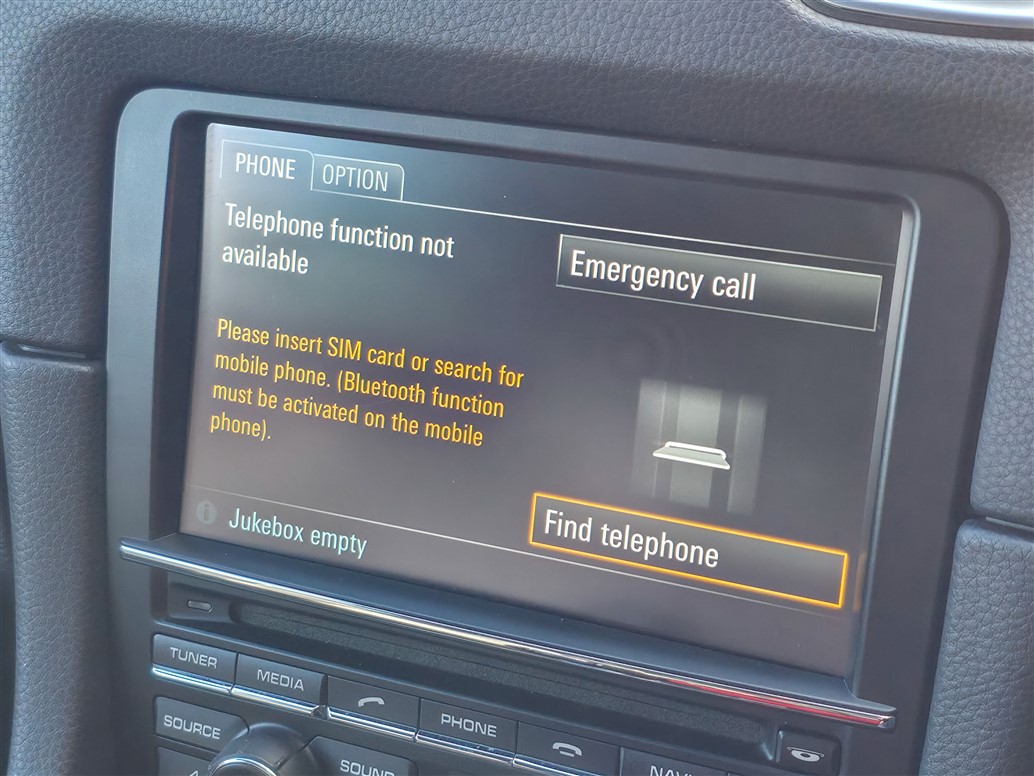 PHONE
OPTION
Telephone function not
available
Emergency call
Please insert SIM card or search for
mobile phone. (Bluetooth function
must be activated on the mobile
phone).
Find telephone
i Jukebox empty
TUNER
MEDIA
PHONE
SOURCE